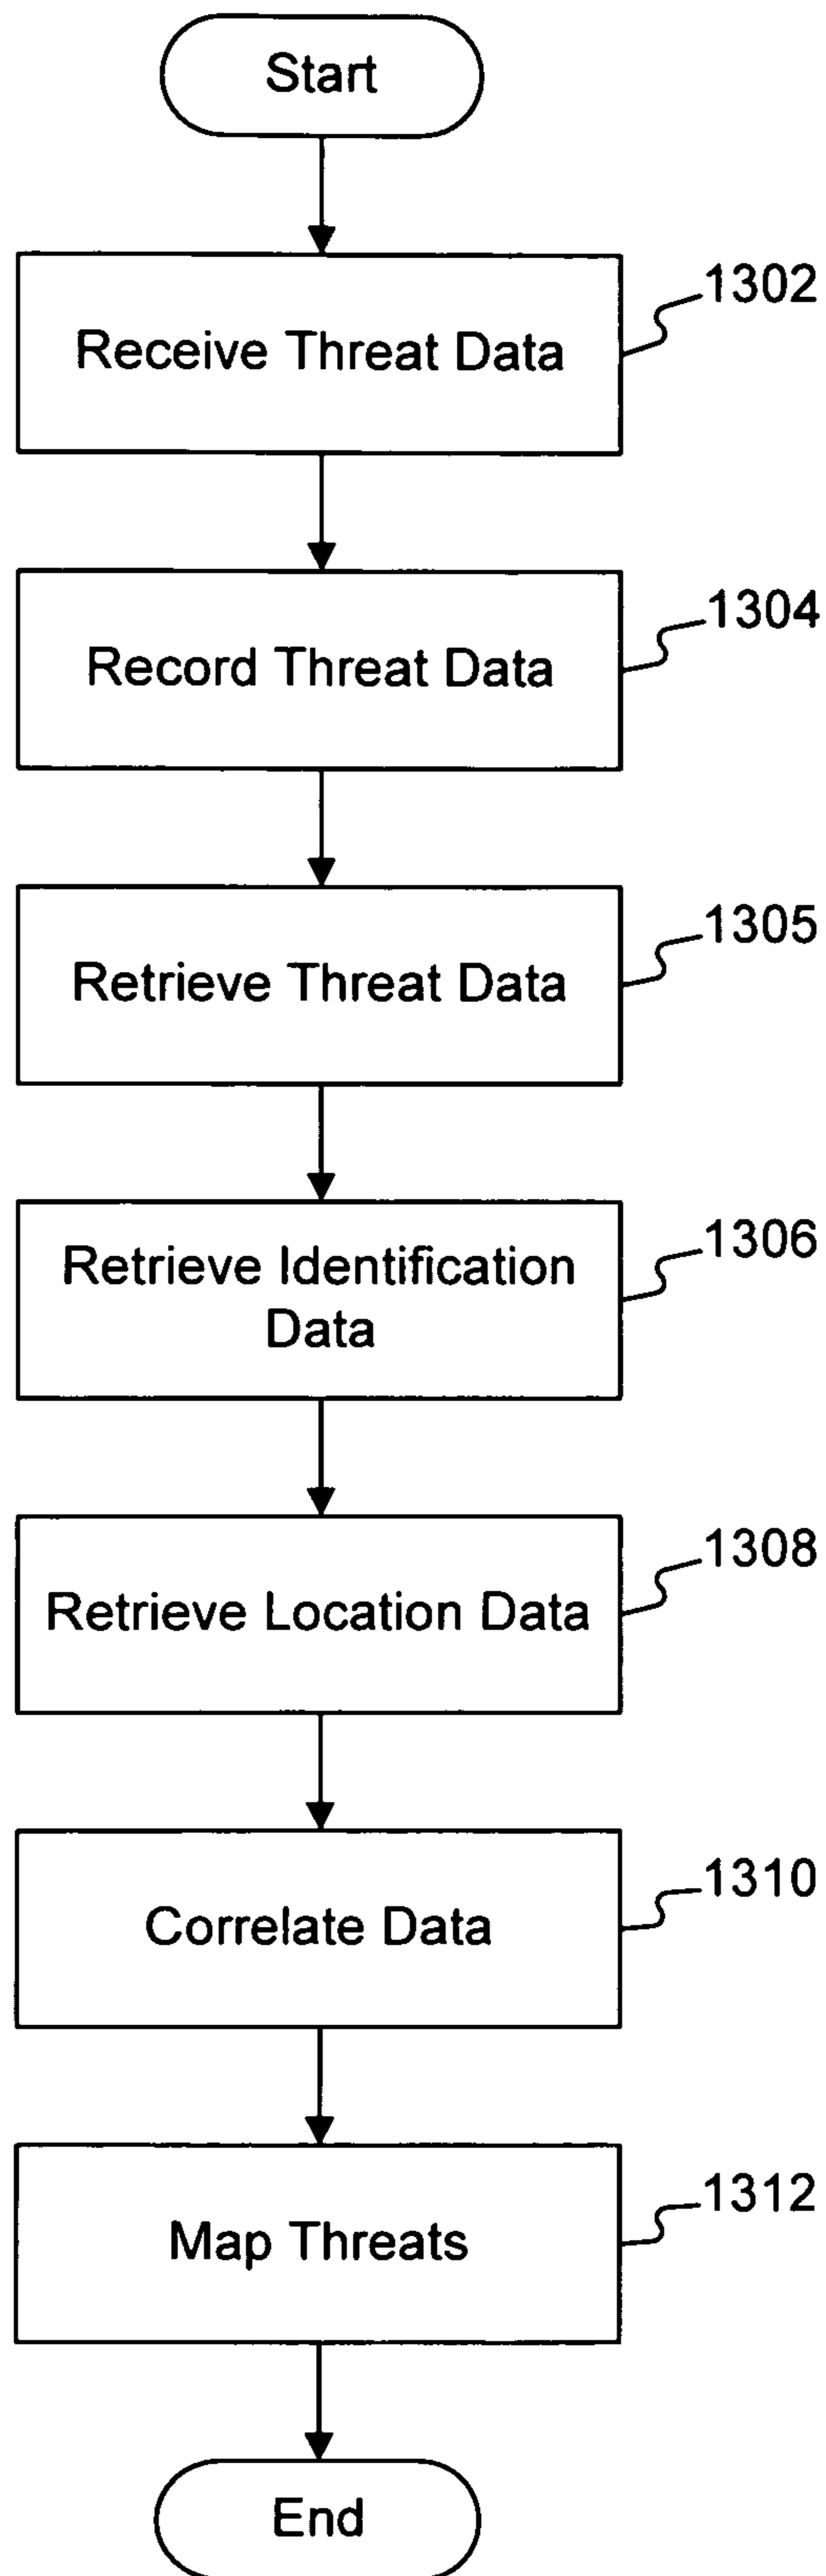 Start
Receive Threat Data
1302
Record Threat Data
1304
Retrieve Threat Data
1305
Retrieve Identification
Data
1306
Retrieve Location Data
1308
Correlate Data
1310
Map Threats
1312
End